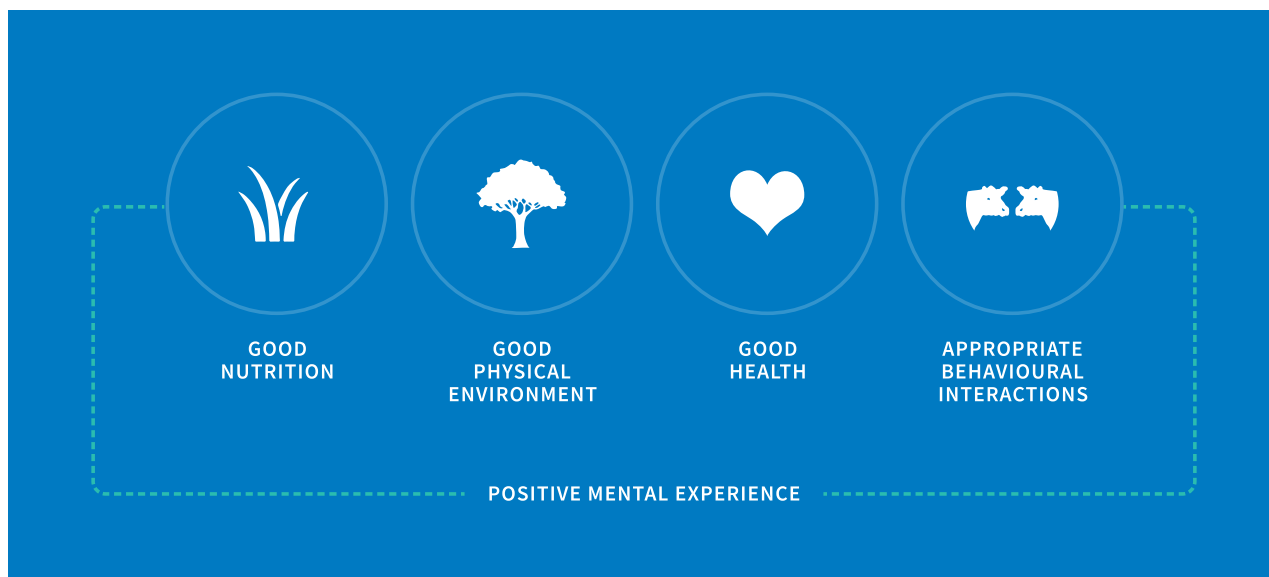 GOOD
NUTRITION
GOOD
PHYSICAL
ENVIRONMENT
GOOD
HEALTH
APPROPRIATE
BEHAVIOURAL
INTERACTIONS
POSITIVE MENTAL EXPERIENCE